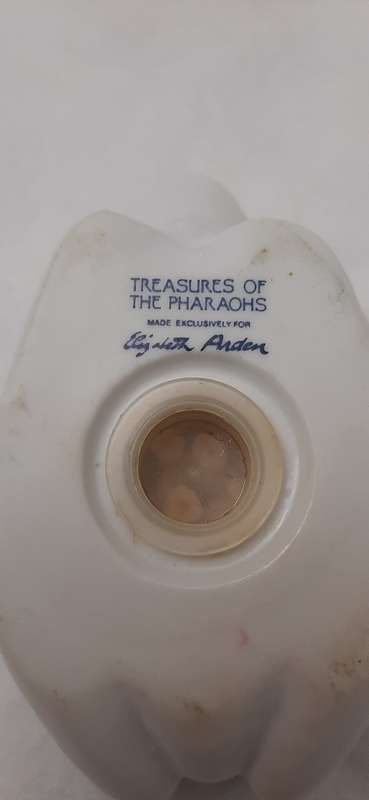 TREASURES OF
THE PHARAOHS
MADE EXCLUSIVELY FOR
Elizabeth Arden